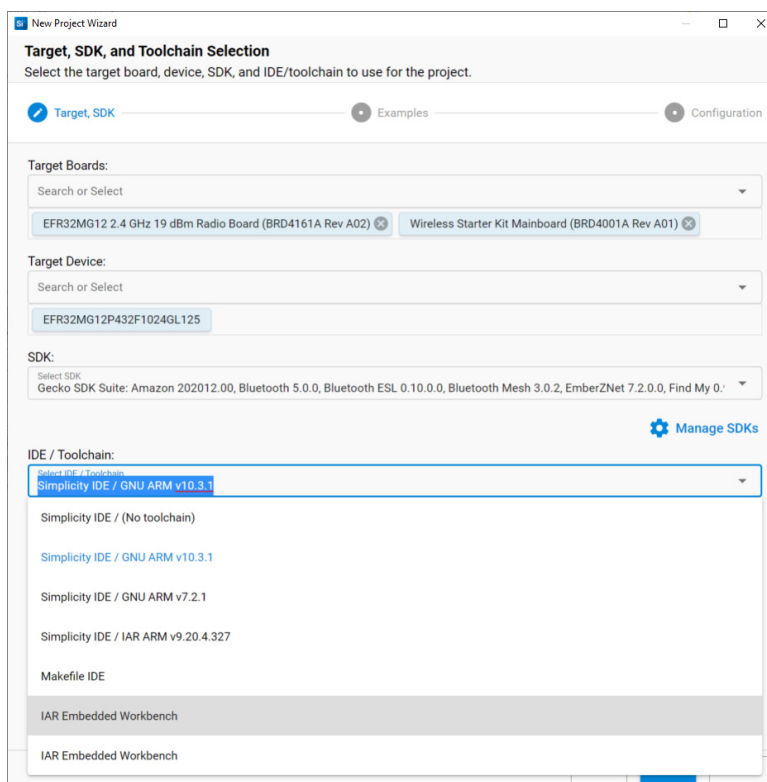 Si New Project Wizard
Target, SDK, and Toolchain Selection
Select the target board, device, SDK, and IDE/toolchain to use for the project.
Target, SDK
Examples
Configuration
Target Boards:
Search or Select
EFR32MG12 2.4 GHz 19 dBm Radio Board (BRD4161A Rev A02) Wireless Starter Kit Mainboard (BRD4001A Rev A01)
Target Device:
Search or Select
EFR32MG12P432F1024GL125
SDK:
Select SDK
Gecko SDK Suite: Amazon 202012.00, Bluetooth 5.0.0, Bluetooth ESL 0.10.0.0, Bluetooth Mesh 3.0.2, EmberZNet 7.2.0.0, Find My 0.
Manage SDKs
IDE / Toolchain:
Select IDE / Toolchain
Simplicity IDE / GNU ARM v10.3.1
Simplicity IDE / (No toolchain)
Simplicity IDE / GNU ARM v10.3.1
Simplicity IDE / GNU ARM v7.2.1
Simplicity IDE / IAR ARM v9.20.4.327
Makefile IDE
IAR Embedded Workbench
IAR Embedded Workbench